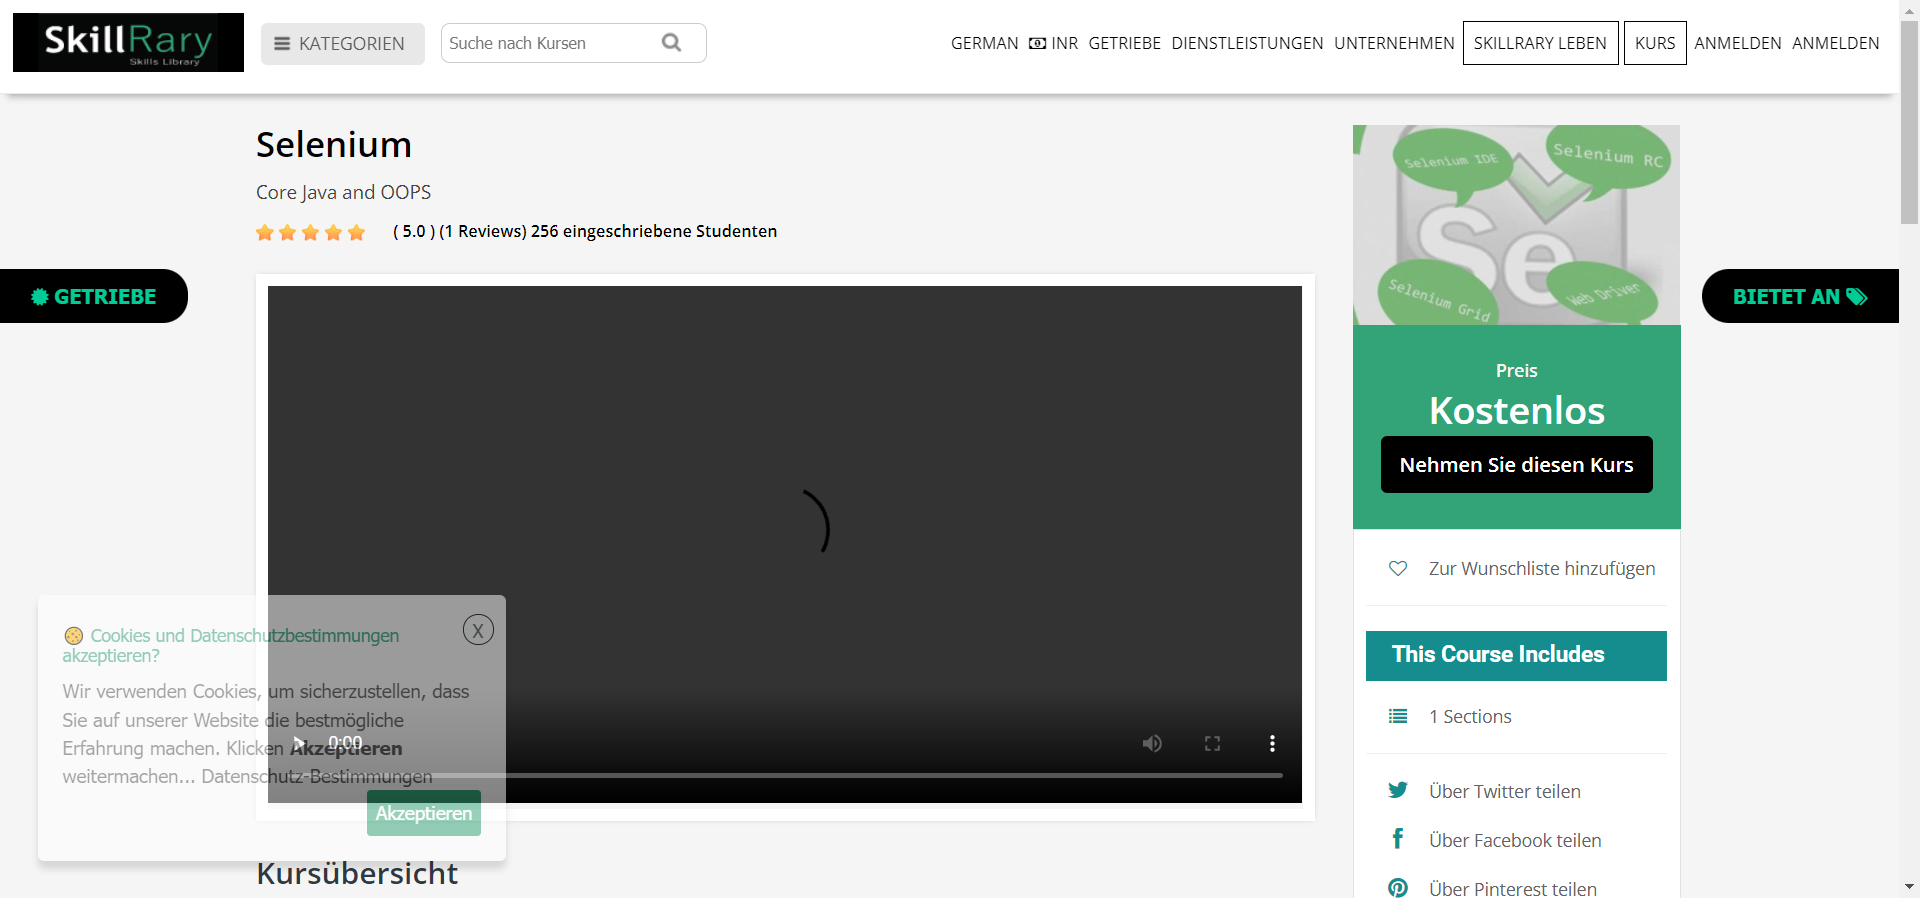 SkillRary
Skills Library
KATEGORIEN
Suche nach Kursen
GERMAN INR GETRIEBE DIENSTLEISTUNGEN UNTERNEHMEN SKILLRARY LEBEN KURS ANMELDEN ANMELDEN
Selenium
Core Java and OOPS
( 5.0 ) (1 Reviews) 256 eingeschriebene Studenten
GETRIEBE
BIETET AN
Selenium IDE
Selenium RC
Se
Selenium Grid
Web Driver
Preis
Kostenlos
Nehmen Sie diesen Kurs
Zur Wunschliste hinzufügen
This Course Includes
1 Sections
Über Twitter teilen
Über Facebook teilen
Über Pinterest teilen
0:00
Cookies und Datenschutzbestimmungen
akzeptieren?
X
Wir verwenden Cookies, um sicherzustellen, dass
Sie auf unserer Website die bestmögliche
Erfahrung machen. Klicken Akzeptieren
weitermachen... Datenschutz-Bestimmungen
Akzeptieren
Kursübersicht